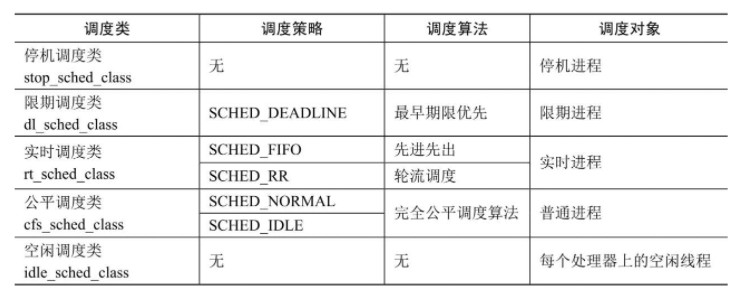 调度类 调度策略 调度算法 调度对象
停机调度类
stop_sched_class 无 无 停机进程
限期调度类
dl_sched_class SCHED_DEADLINE 最早期限优先 限期进程
实时调度类 SCHED_FIFO 先进先出
rt_sched_class SCHED_RR 轮流调度 实时进程
公平调度类 SCHED_NORMAL
cfs_sched_class SCHED_IDLE 完全公平调度算法 普通进程
空闲调度类
idle_sched_class 无 无 每个处理器上的空闲线程